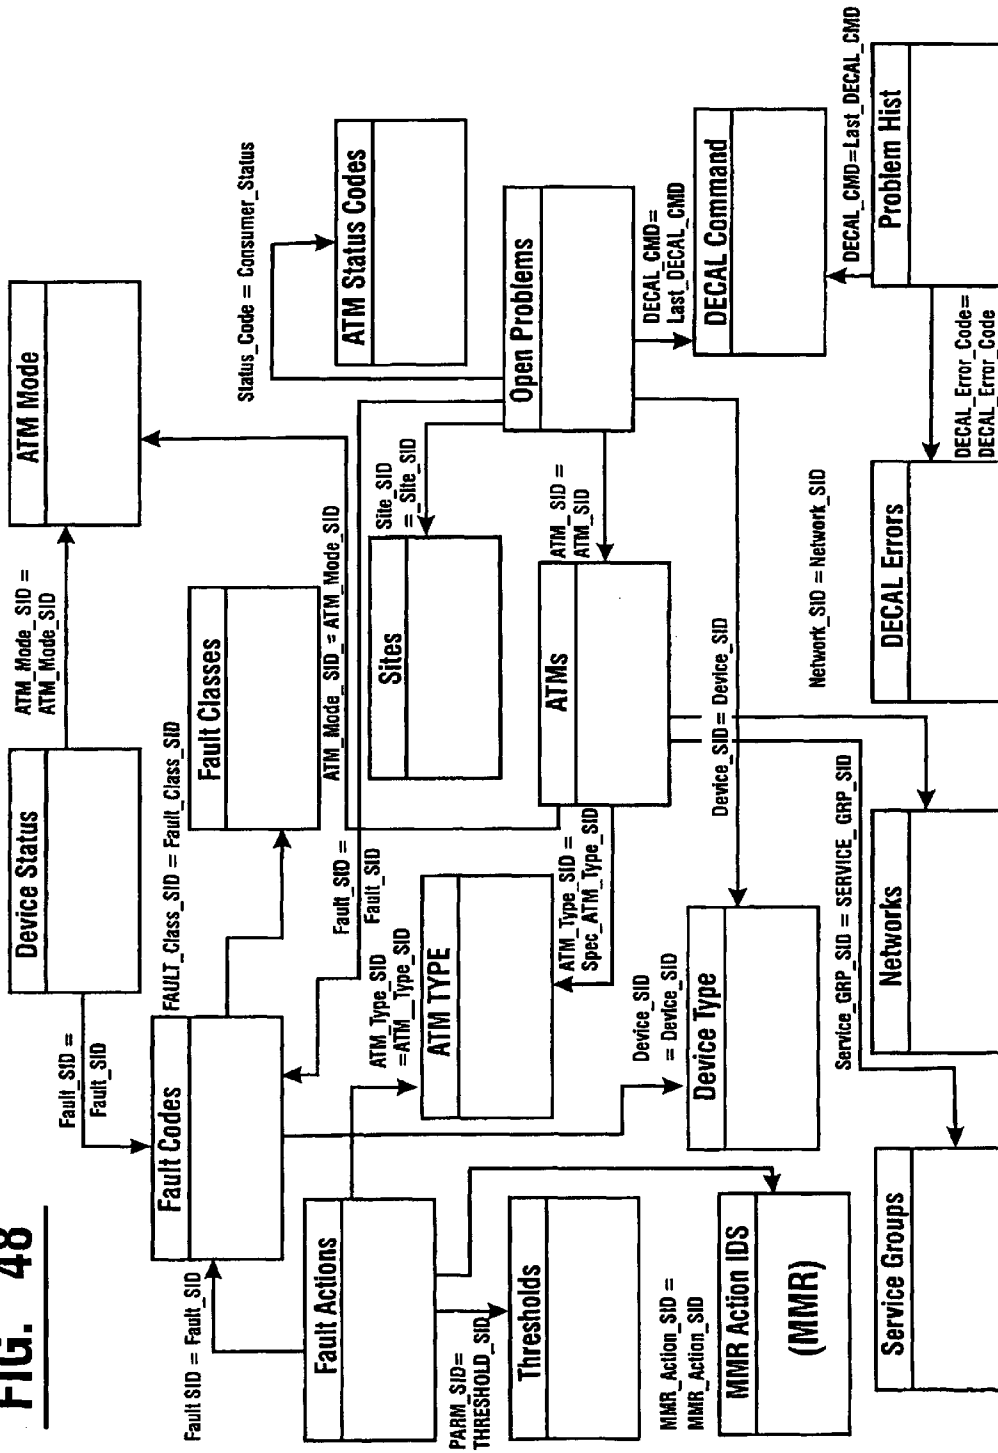 FIG. 48
Device Status
ATM Mode
ATM_Mode_SID =
ATM_Mode_SID
Fault_SID =
Fault_SID
Fault Codes
FAULT_Class_SID = Fault_Class_SID
Fault Classes
Status_Code = Consumer_Status
ATM Status Codes
Fault SID = Fault_SID
Fault Actions
ATM_Type_SID
=ATM_Type_SID
Fault_SID =
Fault_SID
ATM_Mode_SID = ATM_Mode_SID
Sites
Site_SID
=_Site_SID
Open Problems
ATM TYPE
ATM_Type_SID =
Spec_ATM_Type_SID
ATMs
ATM_SID =
ATM_SID
DECAL_CMD=
Last_DECAL_CMD
DECAL Command
PARM_SID=
THRESHOLD_SID
Thresholds
Device_SID
= Device_SID
Device Type
Device_SID= Device_SID
MMR_Action_SID =
MMR_Action_SID
MMR Action IDS
(MMR)
Service_GRP_SID = SERVICE_GRP_SID
Network_SID = Network_SID
DECAL_CMD=Last_DECAL_CMD
Service Groups
Networks
DECAL Errors
DECAL_Error_Code=
DECAL_Error_Code
Problem Hist